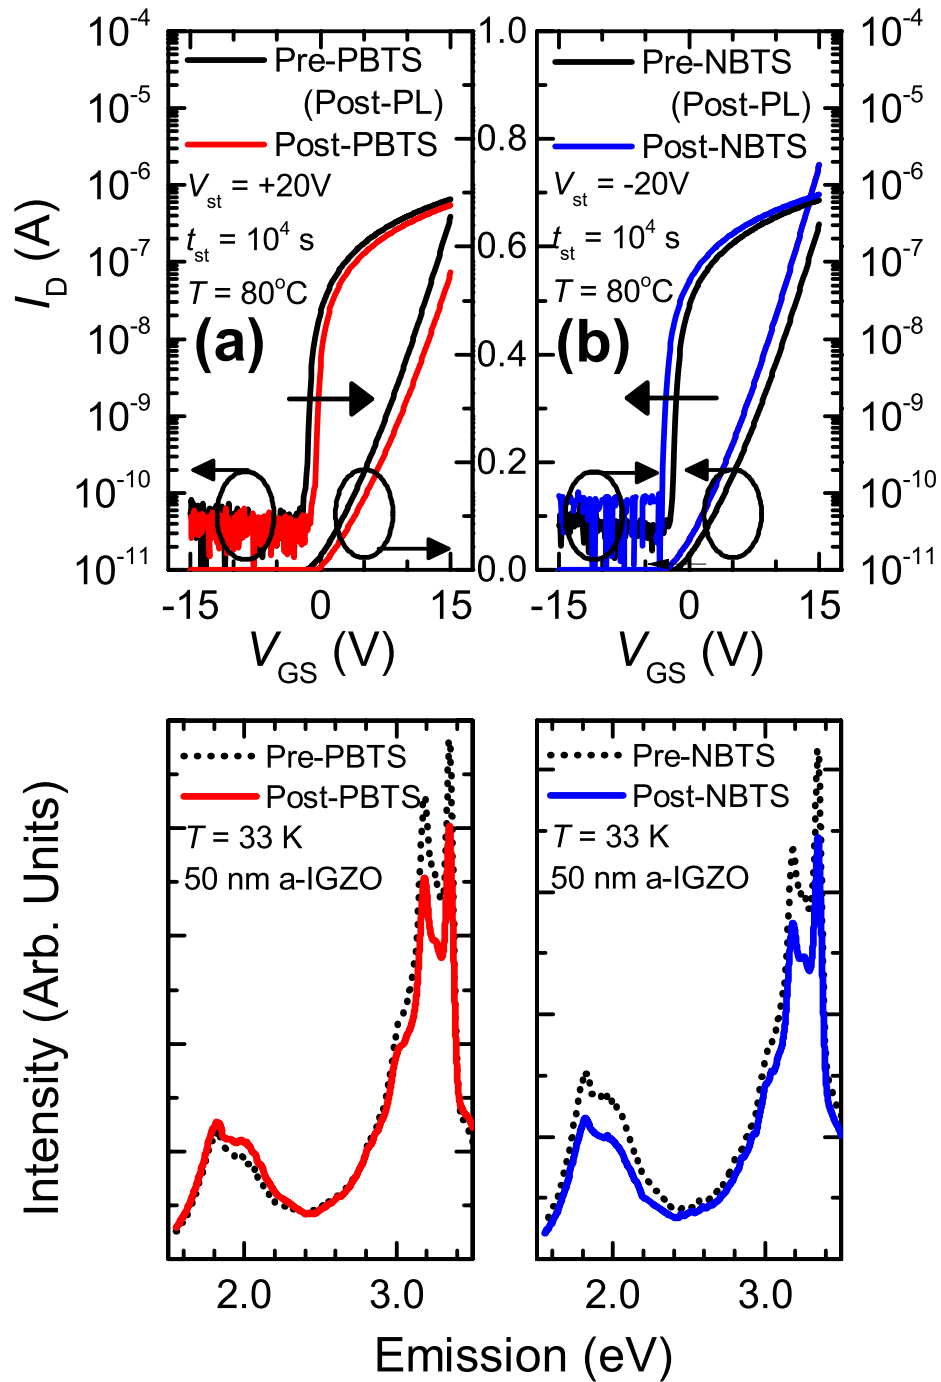 10⁻⁴
10⁻⁵
10⁻⁶
10⁻⁷
10⁻⁸
10⁻⁹
10⁻¹⁰
10⁻¹¹
I_D (A)
Pre-PBTS
(Post-PL)
Post-PBTS
V_st = +20V
t_st = 10⁴ s
T = 80°C
(a)
-15 0 15
V_GS (V)
1.0
0.8
0.6
0.4
0.2
0.0
Pre-NBTS
(Post-PL)
Post-NBTS
V_st = -20V
t_st = 10⁴ s
T = 80°C
(b)
-15 0 15
V_GS (V)
10⁻⁴
10⁻⁵
10⁻⁶
10⁻⁷
10⁻⁸
10⁻⁹
10⁻¹⁰
10⁻¹¹
Intensity (Arb. Units)
Pre-PBTS
Post-PBTS
T = 33 K
50 nm a-IGZO
2.0 3.0
Pre-NBTS
Post-NBTS
T = 33 K
50 nm a-IGZO
2.0 3.0
Emission (eV)